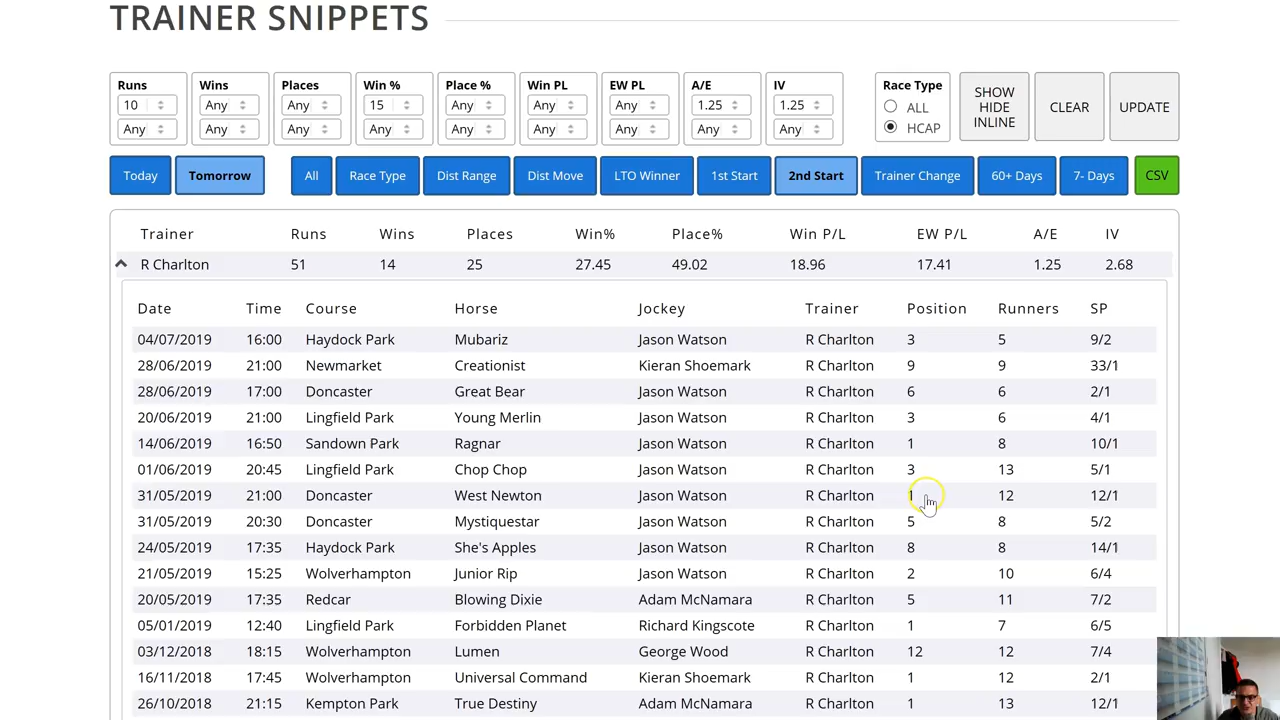 TRAINER SNIPPETS
Runs Wins Places Win % Place % Win PL EW PL A/E IV Race Type
10 Any Any 15 Any Any Any 1.25 1.25 ALL
Any Any Any Any Any Any Any Any Any HCAP
SHOW HIDE INLINE CLEAR UPDATE
Today Tomorrow All Race Type Dist Range Dist Move LTO Winner 1st Start 2nd Start Trainer Change 60+ Days 7- Days CSV
Trainer Runs Wins Places Win% Place% Win P/L EW P/L A/E IV
R Charlton 51 14 25 27.45 49.02 18.96 17.41 1.25 2.68
Date Time Course Horse Jockey Trainer Position Runners SP
04/07/2019 16:00 Haydock Park Mubariz Jason Watson R Charlton 3 5 9/2
28/06/2019 21:00 Newmarket Creationist Kieran Shoemark R Charlton 9 9 33/1
28/06/2019 17:00 Doncaster Great Bear Jason Watson R Charlton 6 6 2/1
20/06/2019 21:00 Lingfield Park Young Merlin Jason Watson R Charlton 3 6 4/1
14/06/2019 16:50 Sandown Park Ragnar Jason Watson R Charlton 1 8 10/1
01/06/2019 20:45 Lingfield Park Chop Chop Jason Watson R Charlton 3 13 5/1
31/05/2019 21:00 Doncaster West Newton Jason Watson R Charlton 1 12 12/1
31/05/2019 20:30 Doncaster Mystiquestar Jason Watson R Charlton 5 8 5/2
24/05/2019 17:35 Haydock Park She's Apples Jason Watson R Charlton 8 8 14/1
21/05/2019 15:25 Wolverhampton Junior Rip Jason Watson R Charlton 2 10 6/4
20/05/2019 17:35 Redcar Blowing Dixie Adam McNamara R Charlton 5 11 7/2
05/01/2019 12:40 Lingfield Park Forbidden Planet Richard Kingscote R Charlton 1 7 6/5
03/12/2018 18:15 Wolverhampton Lumen George Wood R Charlton 12 12 7/4
16/11/2018 17:45 Wolverhampton Universal Command Kieran Shoemark R Charlton 1 12 2/1
26/10/2018 21:15 Kempton Park True Destiny Jason Watson R Charlton 1 13 12/1